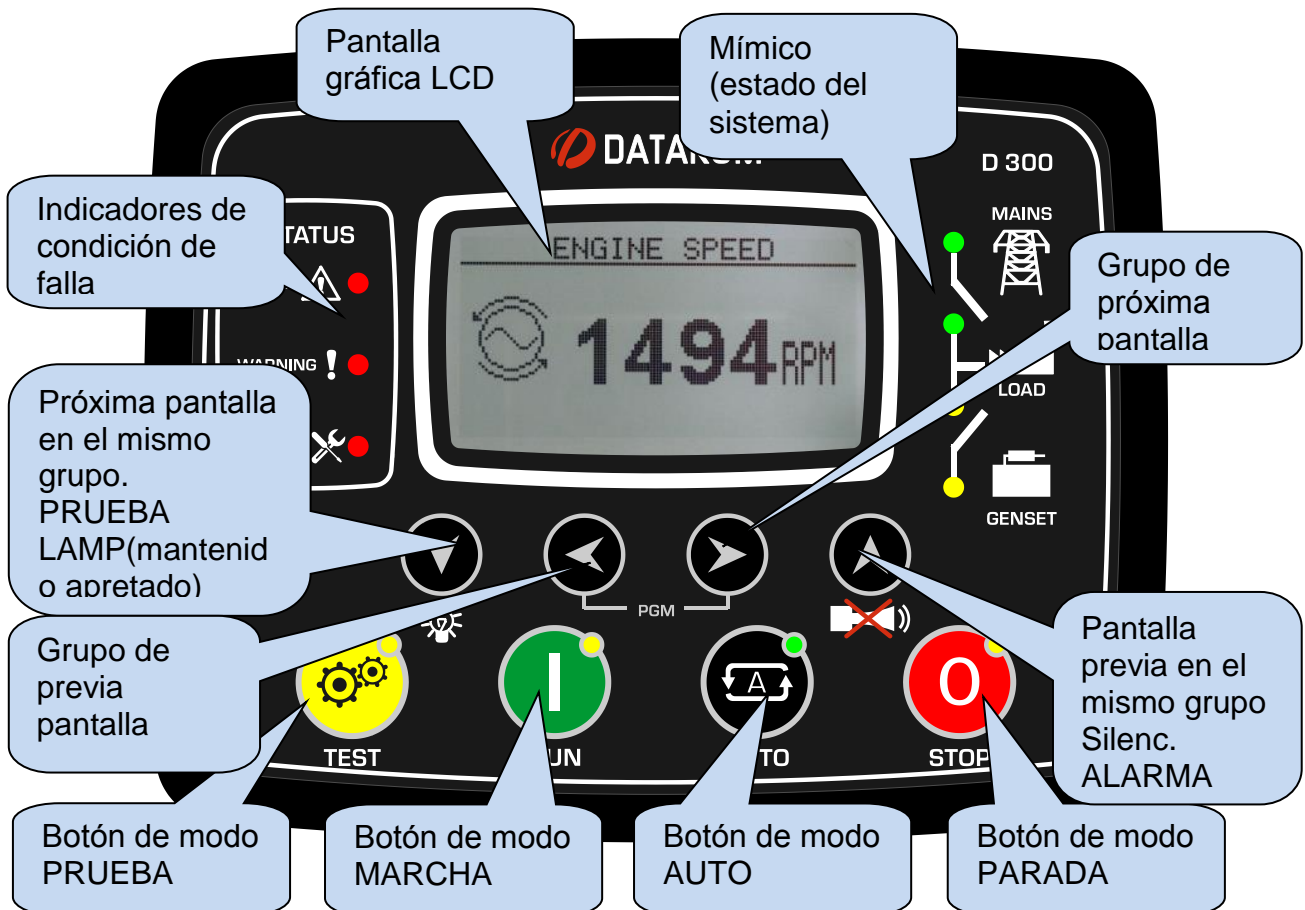 Pantalla
gráfica LCD
Mímico
(estado del
sistema)
DATAKOM
D 300
MAINS
Indicadores de
condición de
falla
TATUS
ENGINE SPEED
1494 RPM
Grupo de
próxima
pantalla
WARNING !
LOAD
Próxima pantalla
en el mismo
grupo.
PRUEBA
LAMP(mantenid
o apretado)
GENSET
PGM
Grupo de
previa
pantalla
Pantalla
previa en el
mismo grupo
Silenc.
ALARMA
I
A
O
TEST
UN
TO
STOP
Botón de modo
PRUEBA
Botón de modo
MARCHA
Botón de modo
AUTO
Botón de modo
PARADA